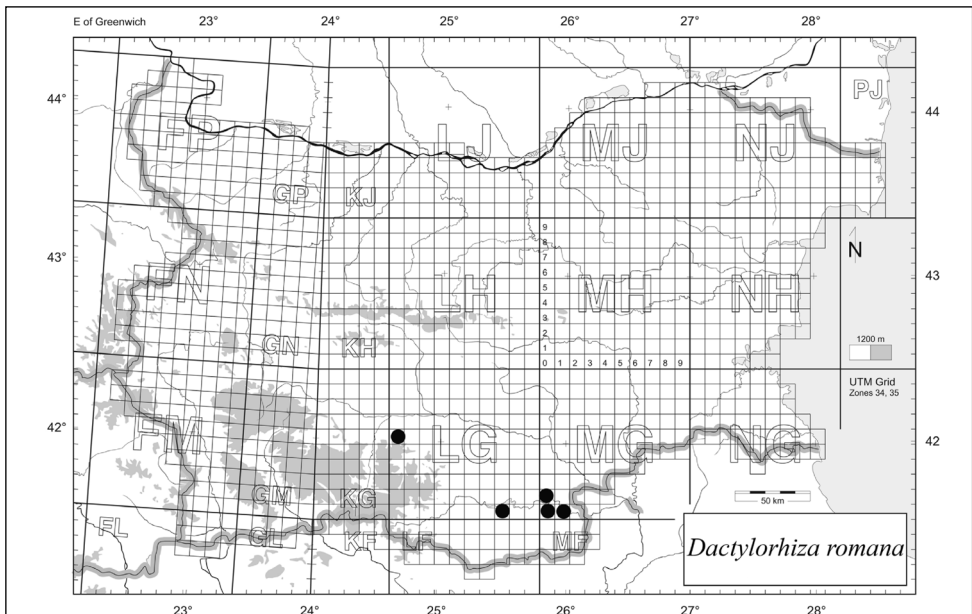 E of Greenwich 23° 24° 25° 26° 27° 28°
44° 44
PJ
FP LJ MJ NJ
GP KJ
43° 43
9
8
7
6
5
4
3
2
1
0 1 2 3 4 5 6 7 8 9
N
FN LH MH NH
GN KH
1200 m
UTM Grid
Zones 34, 35
42° 42
FM LG MG NG
GM KG
50 km
FL GL KF LF MF
Dactylorhiza romana
23° 24° 25° 26° 27° 28°